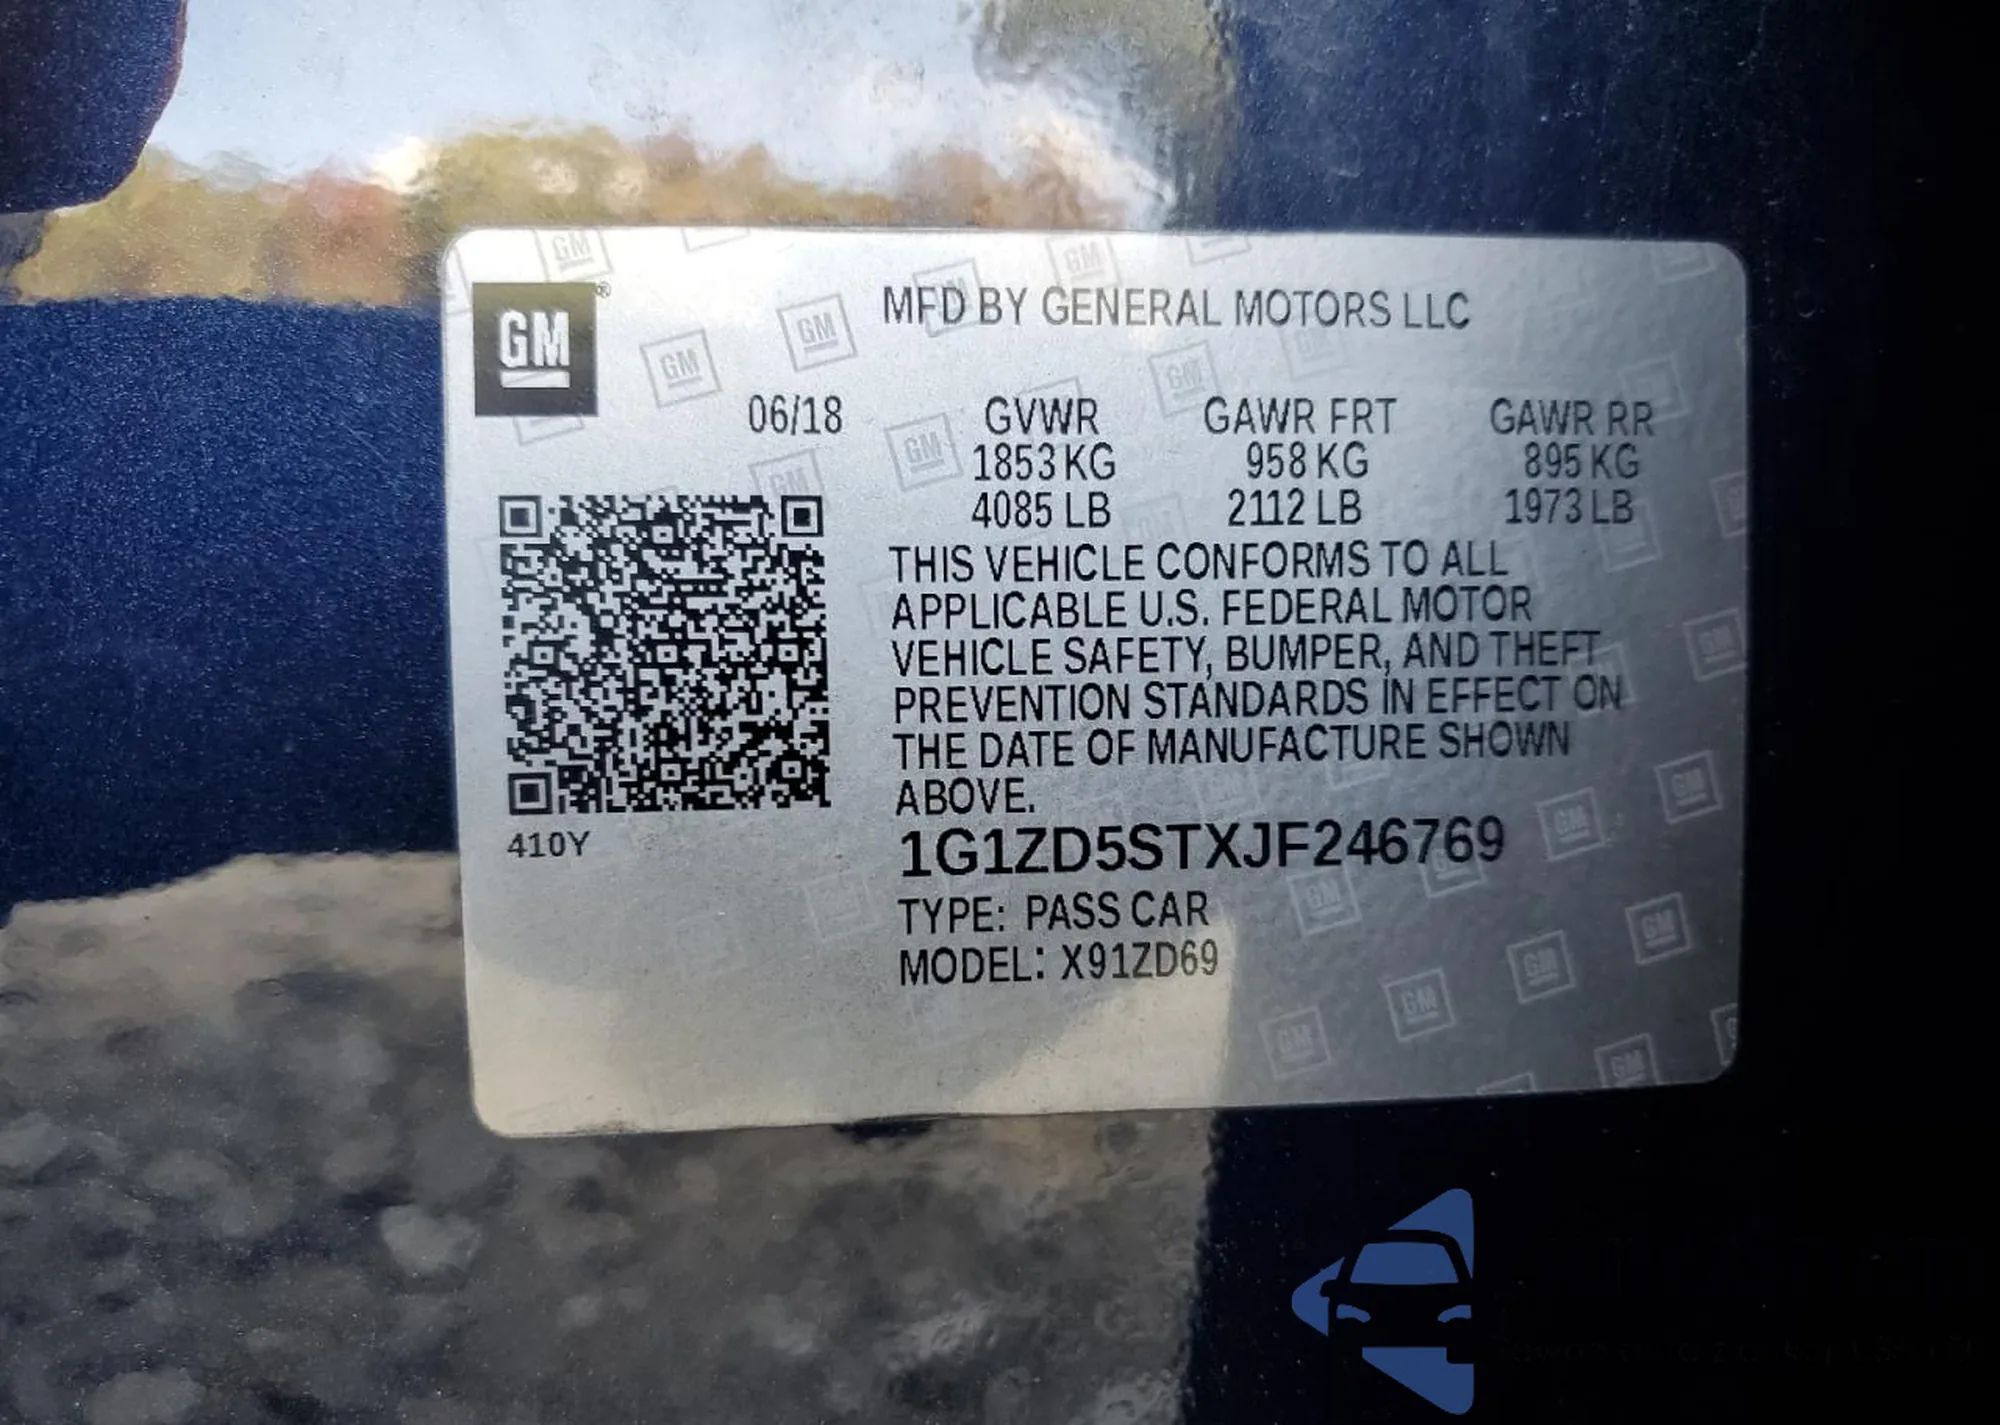 GM®
MFD BY GENERAL MOTORS LLC
06/18 GVWR GAWR FRT GAWR RR
1853 KG 958 KG 895 KG
4085 LB 2112 LB 1973 LB
THIS VEHICLE CONFORMS TO ALL
APPLICABLE U.S. FEDERAL MOTOR
VEHICLE SAFETY, BUMPER, AND THEFT
PREVENTION STANDARDS IN EFFECT ON
THE DATE OF MANUFACTURE SHOWN
ABOVE.
410Y
1G1ZD5STXJF246769
TYPE: PASS CAR
MODEL: X91ZD69